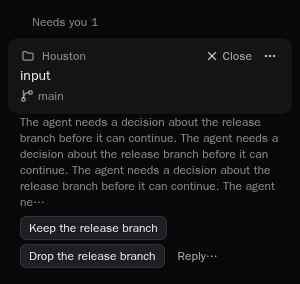 Needs you 1
Houston
Close ···
input
main
The agent needs a decision about the release
branch before it can continue. The agent needs a
decision about the release branch before it can
continue. The agent needs a decision about the
release branch before it can continue. The agent
ne···
Keep the release branch
Drop the release branch
Reply···